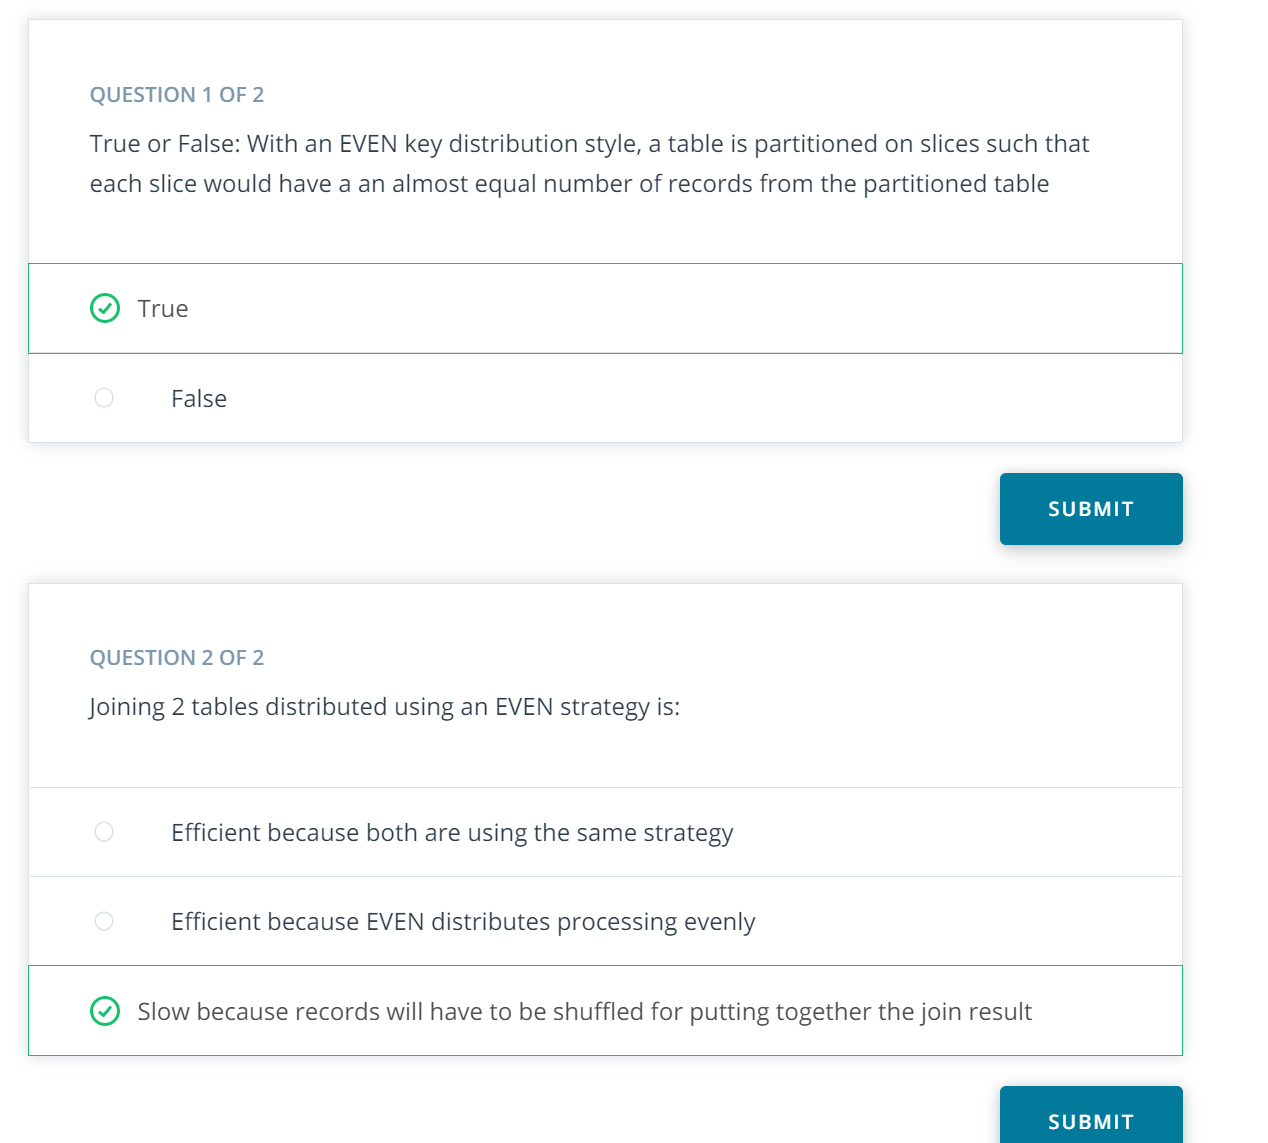 QUESTION 1 OF 2
True or False: With an EVEN key distribution style, a table is partitioned on slices such that
each slice would have a an almost equal number of records from the partitioned table
True
False
SUBMIT
QUESTION 2 OF 2
Joining 2 tables distributed using an EVEN strategy is:
Efficient because both are using the same strategy
Efficient because EVEN distributes processing evenly
Slow because records will have to be shuffled for putting together the join result
SUBMIT